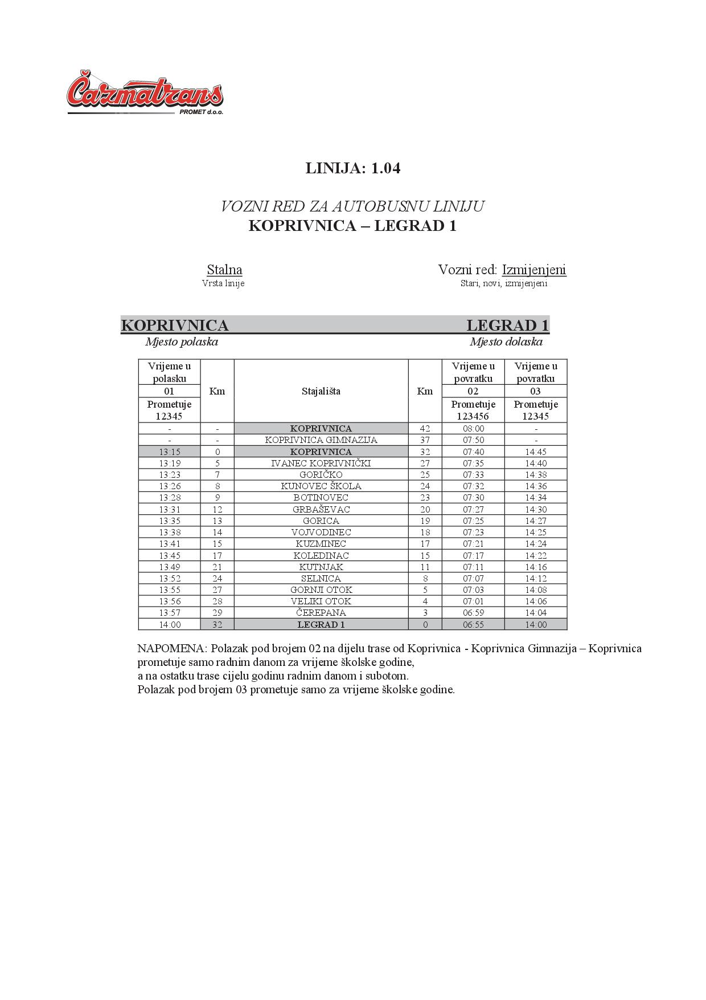 Čazmatrans
PROMET d.o.o.
LINIJA: 1.04
VOZNI RED ZA AUTOBUSNU LINIJU
KOPRIVNICA – LEGRAD 1
Stalna Vozni red: Izmijenjeni
Vrsta linije Stari, novi, izmijenjeni
KOPRIVNICA LEGRAD 1
Mjesto polaska Mjesto dolaska
Vrijeme u Vrijeme u Vrijeme u
polasku povratku povratku
01 Km Stajališta Km 02 03
Prometuje Prometuje Prometuje
12345 123456 12345
- - KOPRIVNICA 42 08:00 -
- - KOPRIVNICA GIMNAZIJA 37 07:50 -
13:15 0 KOPRIVNICA 32 07:40 14:45
13:19 5 IVANEC KOPRIVNIČKI 27 07:35 14:40
13:23 7 GORIČKO 25 07:33 14:38
13:26 8 KUNOVEC ŠKOLA 24 07:32 14:36
13:28 9 BOTINOVEC 23 07:30 14:34
13:31 12 GRBAŠEVAC 20 07:27 14:30
13:35 13 GORICA 19 07:25 14:27
13:38 14 VOJVODINEC 18 07:23 14:25
13:41 15 KUZMINEC 17 07:21 14:24
13:45 17 KOLEDINAC 15 07:17 14:22
13.49 21 KUTNJAK 11 07:11 14:16
13:52 24 SELNICA 8 07:07 14:12
13:55 27 GORNJI OTOK 5 07:03 14:08
13:56 28 VELIKI OTOK 4 07:01 14:06
13:57 29 ČEREPANA 3 06:59 14:04
14:00 32 LEGRAD 1 0 06:55 14:00
NAPOMENA: Polazak pod brojem 02 na dijelu trase od Koprivnica - Koprivnica Gimnazija – Koprivnica
prometuje samo radnim danom za vrijeme školske godine,
a na ostatku trase cijelu godinu radnim danom i subotom.
Polazak pod brojem 03 prometuje samo za vrijeme školske godine.